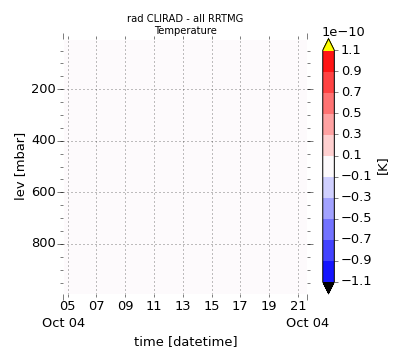 rad CLIRAD - all RRTMG
Temperature
1e−10
1.1
0.9
0.7
0.5
0.3
0.1
−0.1
−0.3
−0.5
−0.7
−0.9
−1.1
[K]
lev [mbar]
200
400
600
800
05 07 09 11 13 15 17 19 21
Oct 04 Oct 04
time [datetime]